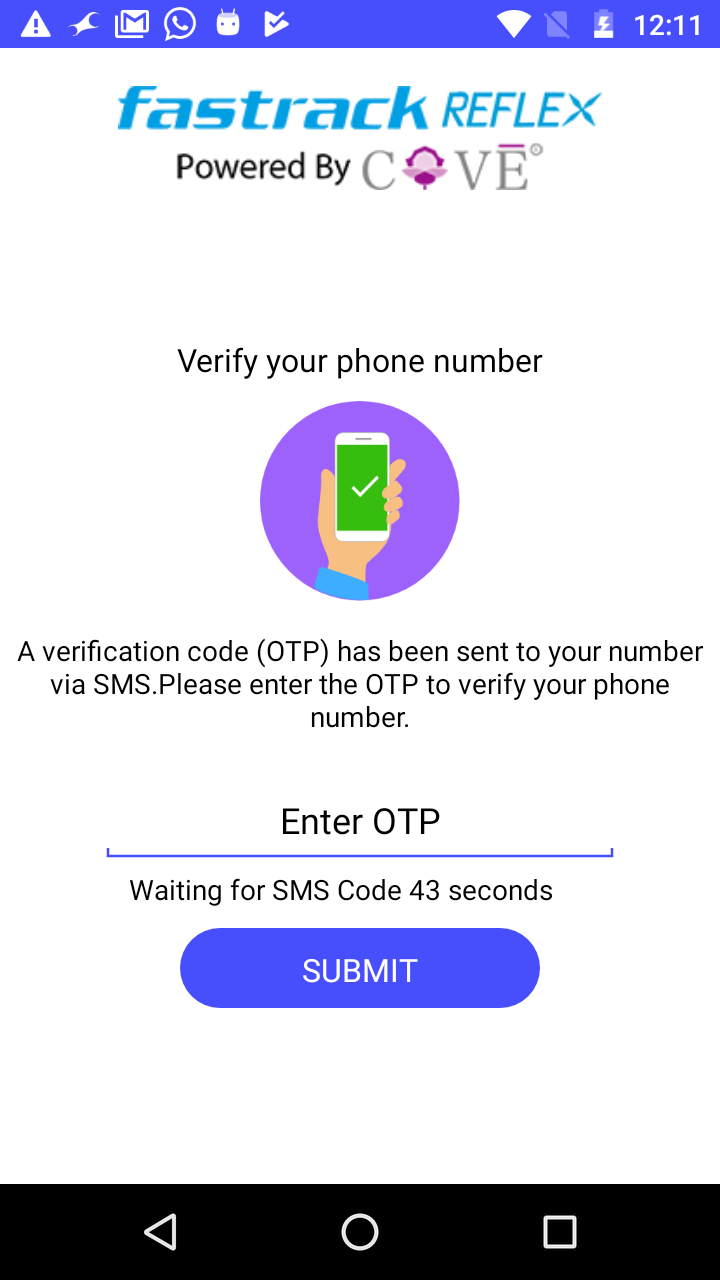 12:11
fastrack REFLEX
Powered By COVĒ®
Verify your phone number
A verification code (OTP) has been sent to your number
via SMS.Please enter the OTP to verify your phone
number.
Enter OTP
Waiting for SMS Code 43 seconds
SUBMIT